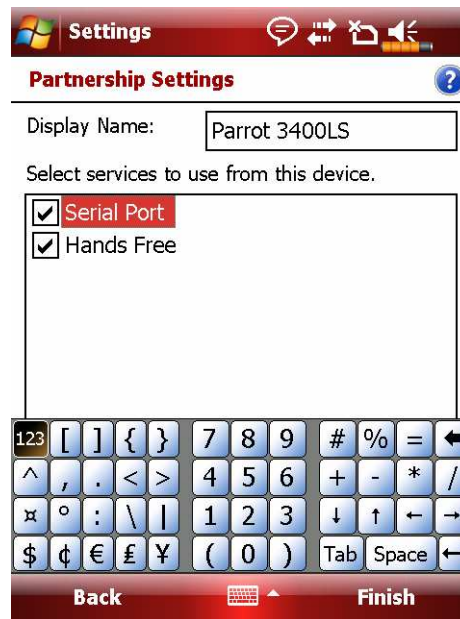 Settings
Partnership Settings
?
Display Name: Parrot 3400LS
Select services to use from this device.
Serial Port
Hands Free
123 [ ] { } 7 8 9 # % =
^ , . < > 4 5 6 + - * /
¤ ° : \ | 1 2 3 ↓ ↑ ← →
$ ¢ € ₤ ¥ ( 0 ) Tab Space ←
Back Finish